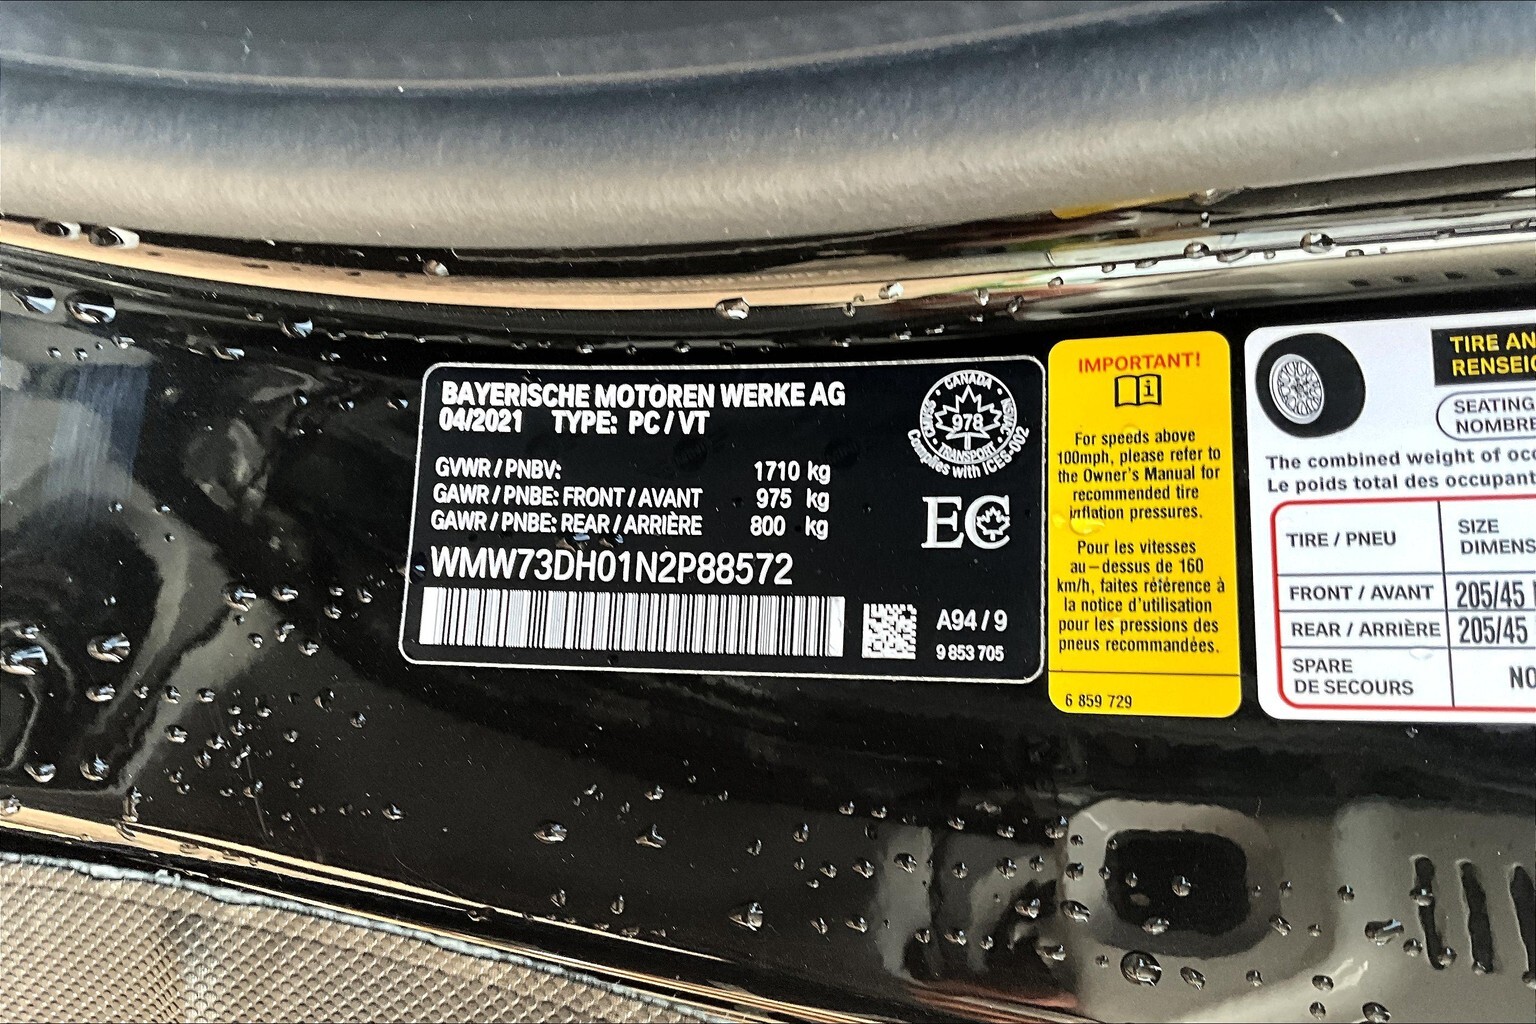 BAYERISCHE MOTOREN WERKE AG
04/2021 TYPE: PC / VT
GVWR / PNBV: 1710 kg
GAWR / PNBE: FRONT / AVANT 975 kg
GAWR / PNBE: REAR / ARRIÈRE 800 kg
WMW73DH01N2P88572
CANADA
978
TRANSPORT
Complies with ICES-002
EC
A94 / 9
9 853 705
IMPORTANT!
i
For speeds above
100mph, please refer to
the Owner's Manual for
recommended tire
inflation pressures.
Pour les vitesses
au-dessus de 160
km/h, faites référence à
la notice d'utilisation
pour les pressions des
pneus recommandées.
6 859 729
TIRE AN
RENSEIG
SEATING
NOMBRE
The combined weight of occ
Le poids total des occupant
TIRE / PNEU
SIZE
DIMENS
FRONT / AVANT 205/45
REAR / ARRIÈRE 205/45
SPARE
DE SECOURS
NO